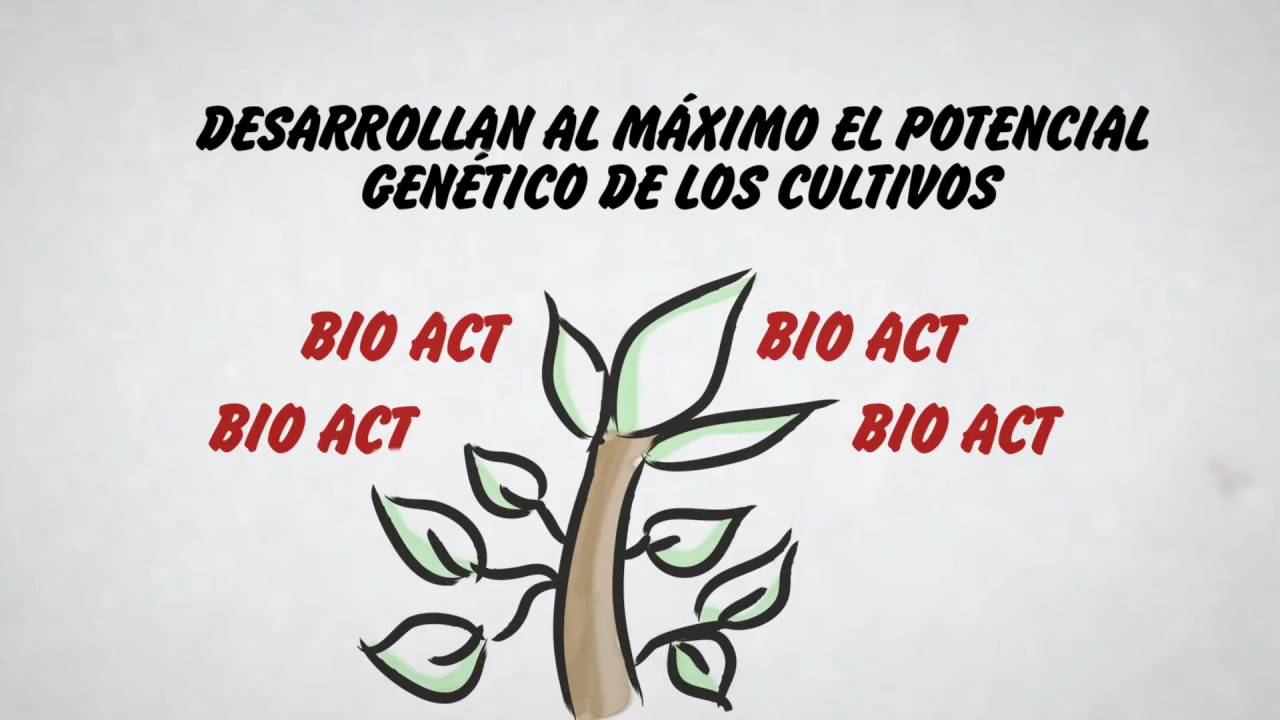 DESARROLLAN AL MÁXIMO EL POTENCIAL
GENÉTICO DE LOS CULTIVOS
BIO ACT
BIO ACT
BIO ACT
BIO ACT